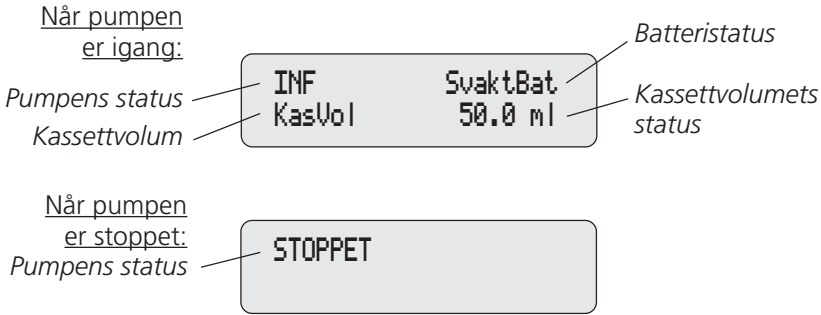 Når pumpen
er igang:
Batteristatus
INF SvaktBat
Pumpens status
KasVol 50.0 ml
Kassettvolumets
status
Kassettvolum
Når pumpen
er stoppet:
Pumpens status
STOPPET